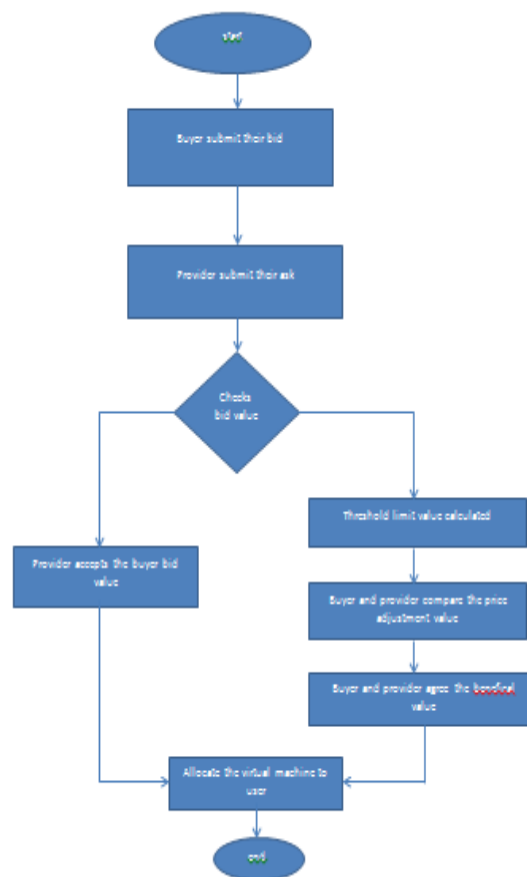 start
Buyer submit their bid
Provider submit their ask
Checks
bid value
Threshold limit value calculated
Provider accepts the buyer bid
value
Buyer and provider compare the price
adjustment value
Buyer and provider agree the benefical
value
Allocate the virtual machine to
user
end